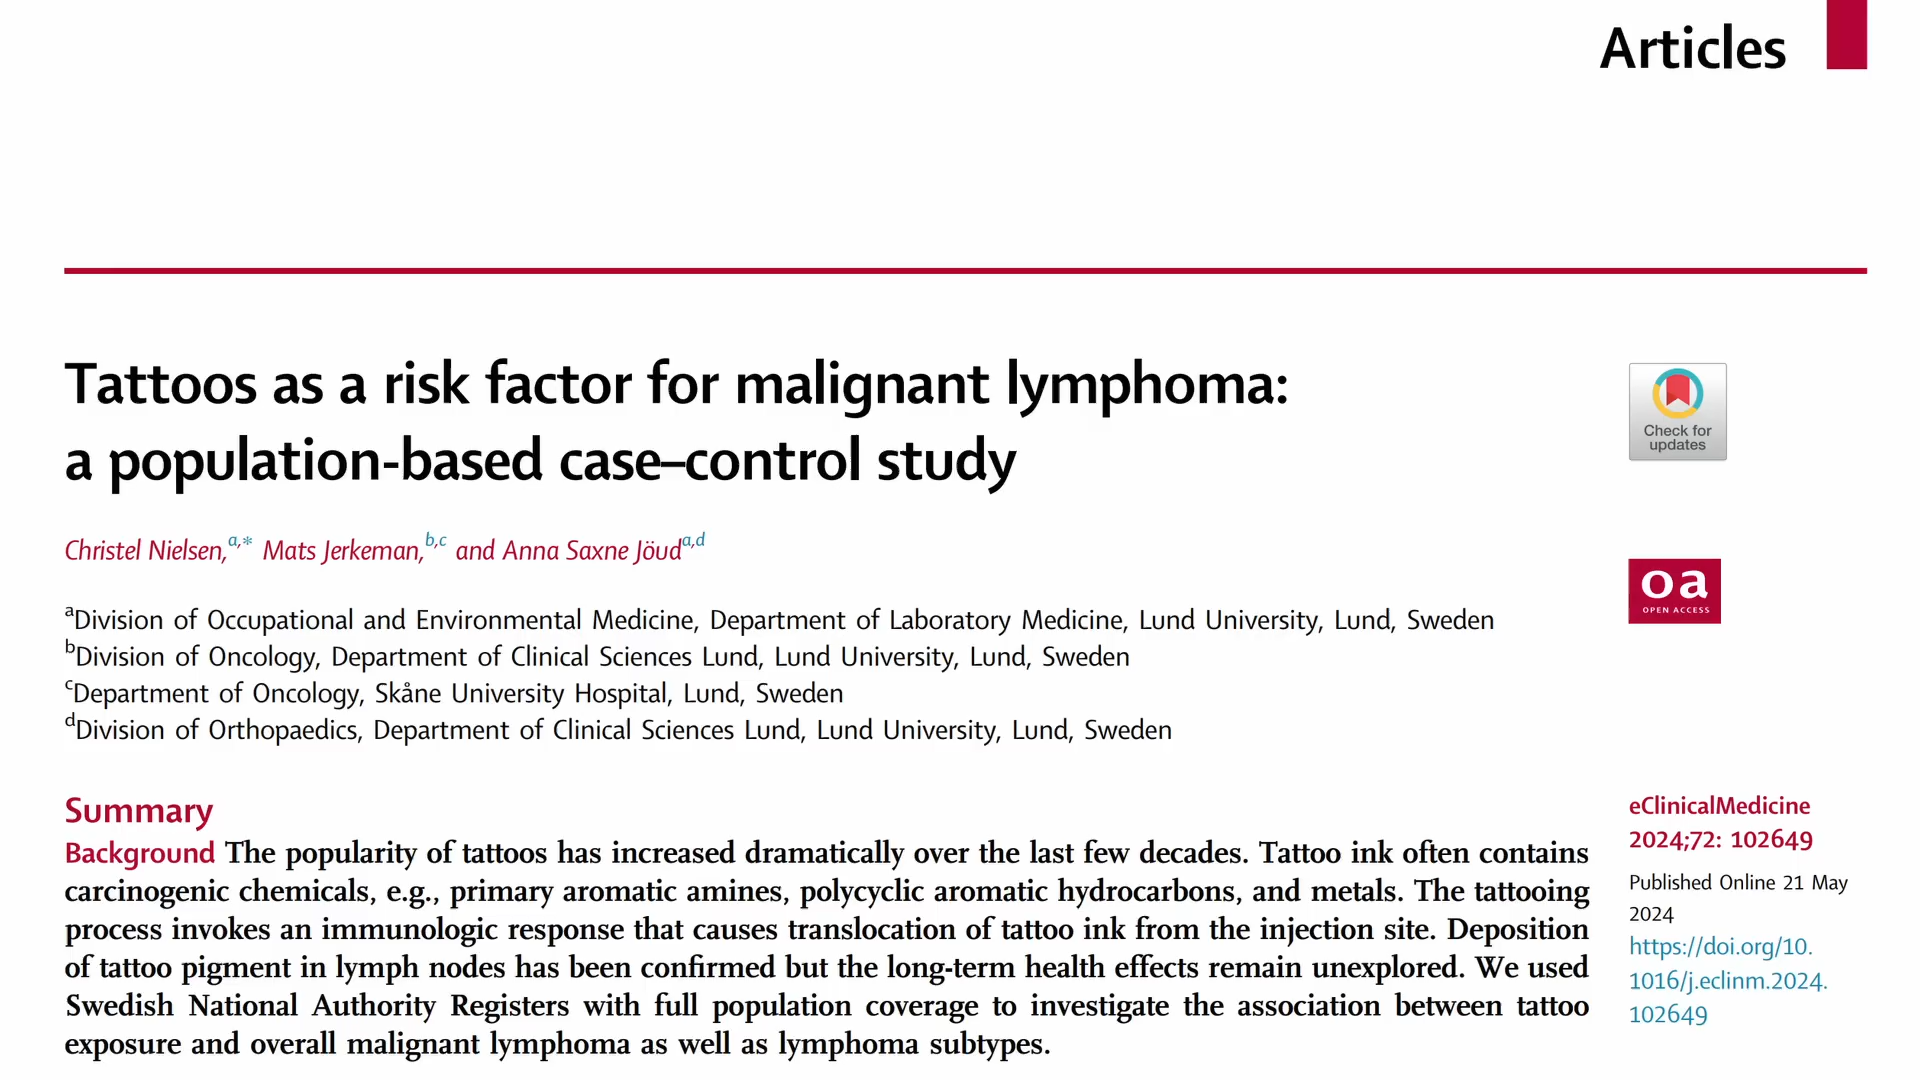 Articles
Tattoos as a risk factor for malignant lymphoma:
a population-based case–control study
Check for
updates
Christel Nielsen,a,* Mats Jerkeman,b,c and Anna Saxne Jöuda,d
oa
OPEN ACCESS
aDivision of Occupational and Environmental Medicine, Department of Laboratory Medicine, Lund University, Lund, Sweden
bDivision of Oncology, Department of Clinical Sciences Lund, Lund University, Lund, Sweden
cDepartment of Oncology, Skåne University Hospital, Lund, Sweden
dDivision of Orthopaedics, Department of Clinical Sciences Lund, Lund University, Lund, Sweden
Summary
Background The popularity of tattoos has increased dramatically over the last few decades. Tattoo ink often contains
carcinogenic chemicals, e.g., primary aromatic amines, polycyclic aromatic hydrocarbons, and metals. The tattooing
process invokes an immunologic response that causes translocation of tattoo ink from the injection site. Deposition
of tattoo pigment in lymph nodes has been confirmed but the long-term health effects remain unexplored. We used
Swedish National Authority Registers with full population coverage to investigate the association between tattoo
exposure and overall malignant lymphoma as well as lymphoma subtypes.
eClinicalMedicine
2024;72: 102649
Published Online 21 May
2024
https://doi.org/10.
1016/j.eclinm.2024.
102649